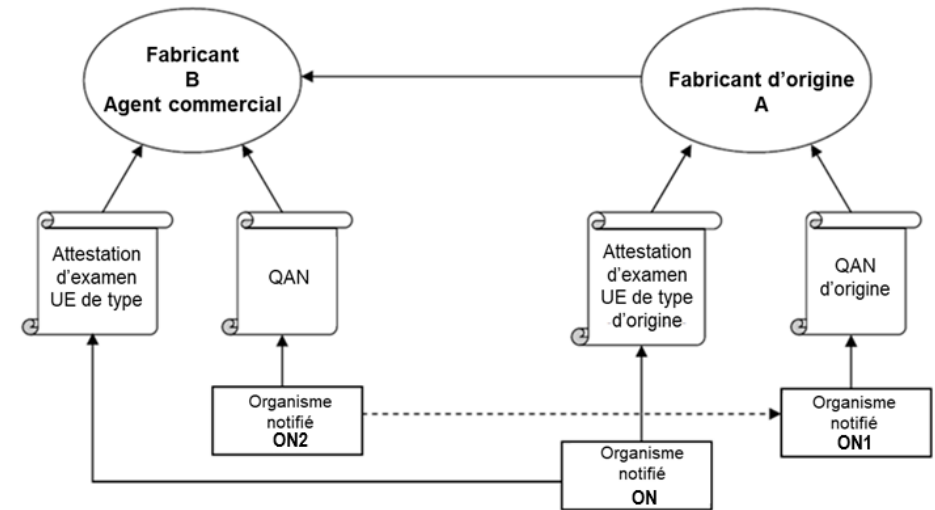 Fabricant
B
Agent commercial
Fabricant d’origine
A
Attestation
d’examen
UE de type
QAN
Attestation
d’examen
UE de type
d’origine
QAN
d’origine
Organisme
notifié
ON2
Organisme
notifié
ON
Organisme
notifié
ON1